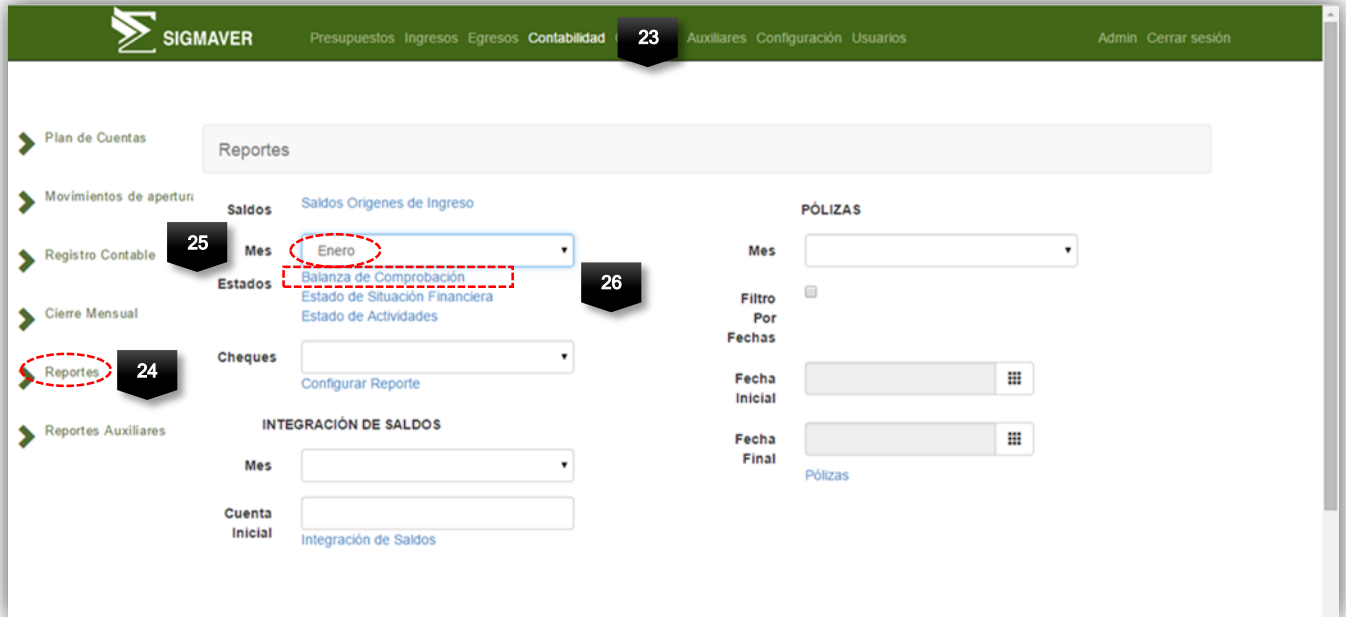 SIGMAVER
Presupuestos Ingresos Egresos Contabilidad 23 Auxiliares Configuración Usuarios
Admin Cerrar sesión
Plan de Cuentas
Movimientos de apertura
Registro Contable
Cierre Mensual
Reportes
24
Reportes Auxiliares
Reportes
Saldos
Saldos Origenes de Ingreso
25
Mes
Enero
Estados
Balanza de Comprobación
26
Estado de Situación Financiera
Estado de Actividades
Cheques
Configurar Reporte
INTEGRACIÓN DE SALDOS
Mes
Cuenta
Inicial
Integración de Saldos
PÓLIZAS
Mes
Filtro
Por
Fechas
Fecha
Inicial
Fecha
Final
Pólizas